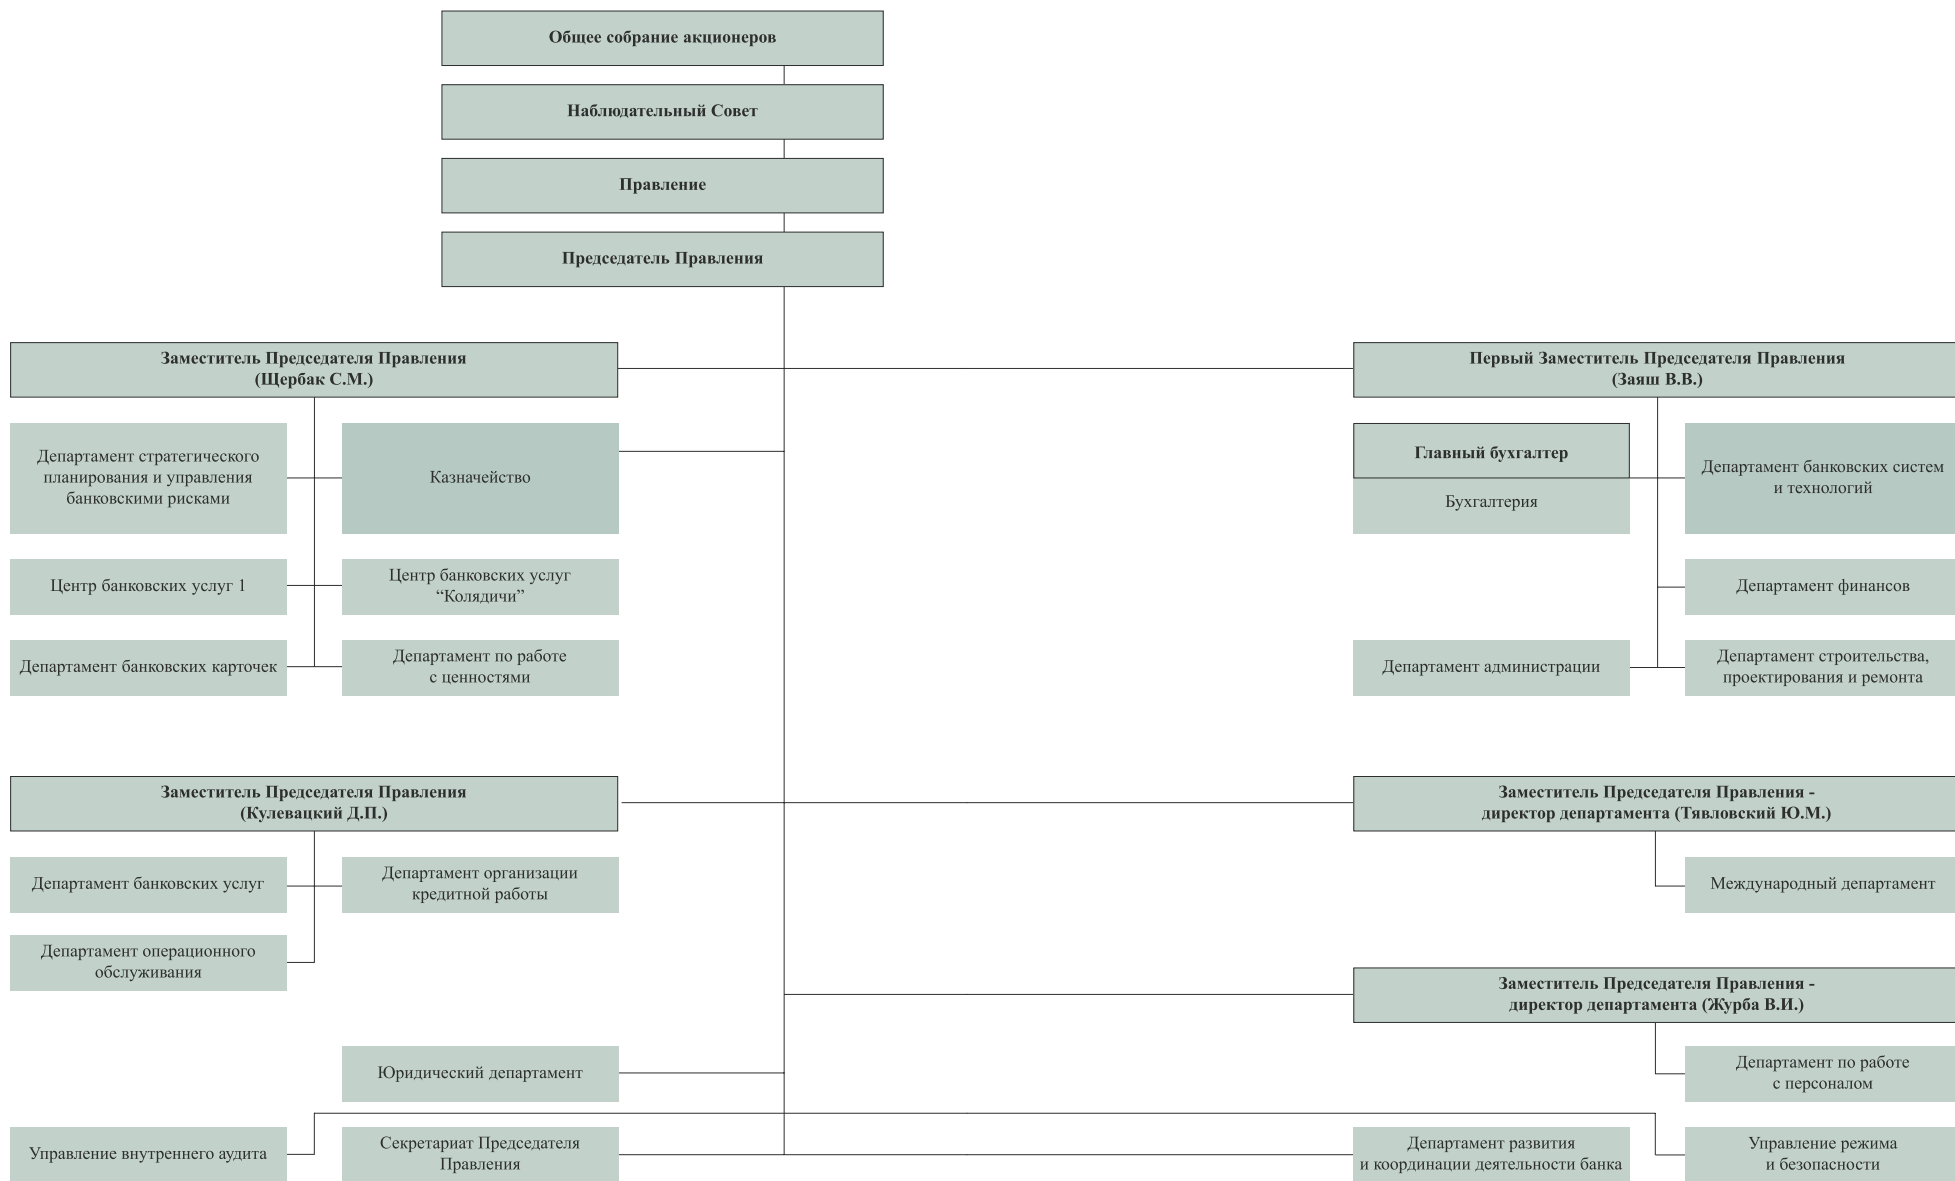 Общее собрание акционеров
Наблюдательный Совет
Правление
Председатель Правления
Заместитель Председателя Правления
(Щербак С.М.)
Первый Заместитель Председателя Правления
(Заяш В.В.)
Департамент стратегического
планирования и управления
банковскими рисками
Казначейство
Главный бухгалтер
Бухгалтерия
Департамент банковских систем
и технологий
Центр банковских услуг 1
Центр банковских услуг
“Колядичи”
Департамент финансов
Департамент банковских карточек
Департамент по работе
с ценностями
Департамент администрации
Департамент строительства,
проектирования и ремонта
Заместитель Председателя Правления
(Кулевацкий Д.П.)
Заместитель Председателя Правления -
директор департамента (Тявловский Ю.М.)
Департамент банковских услуг
Департамент организации
кредитной работы
Международный департамент
Департамент операционного
обслуживания
Заместитель Председателя Правления -
директор департамента (Журба В.И.)
Юридический департамент
Департамент по работе
с персоналом
Управление внутреннего аудита
Секретариат Председателя
Правления
Департамент развития
и координации деятельности банка
Управление режима
и безопасности